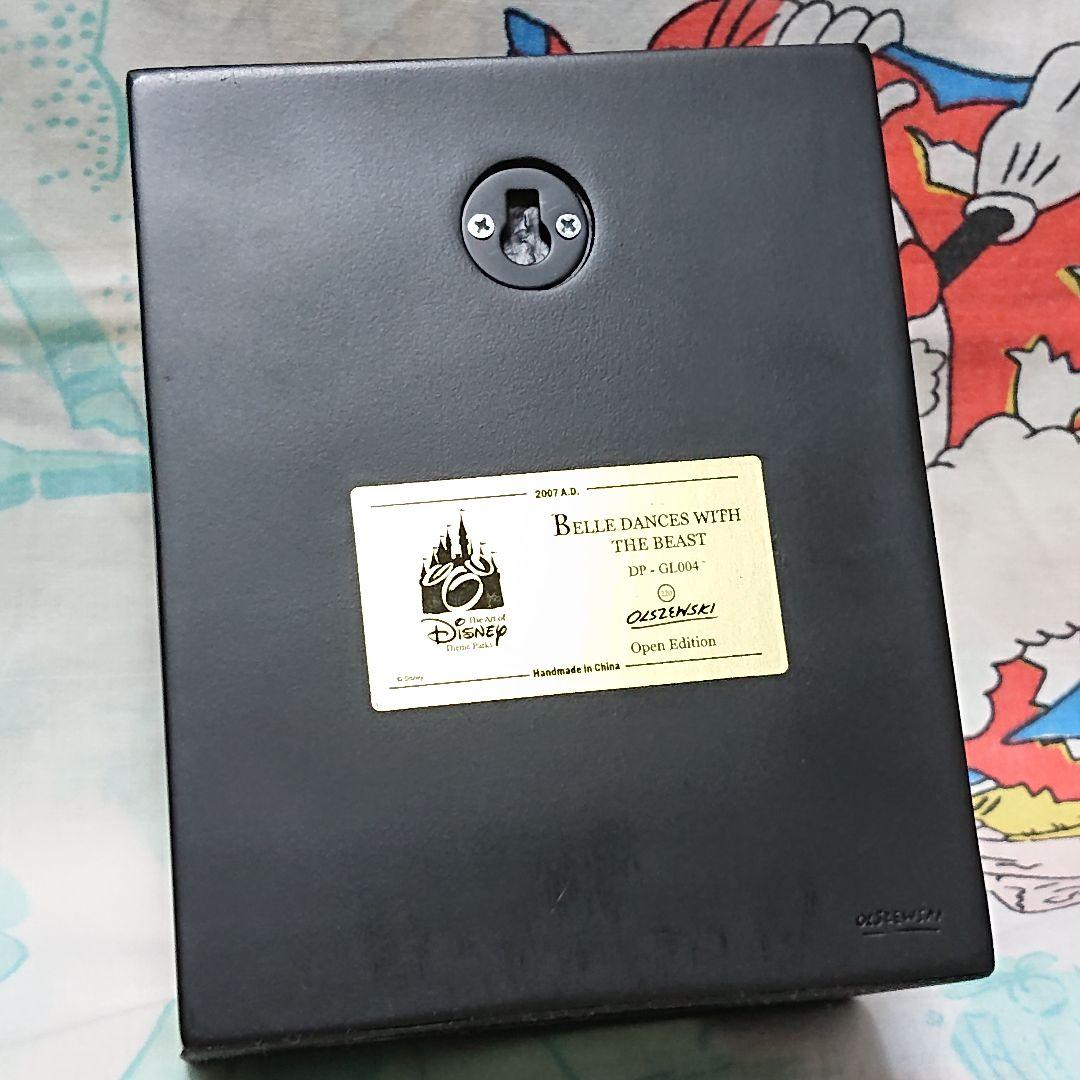 2007 A.D.
The Art of
DISNEY
Theme Parks
© Disney
BELLE DANCES WITH
THE BEAST
DP - GL004
OLSZEWSKI
Open Edition
Handmade in China
OLSZEWSKI